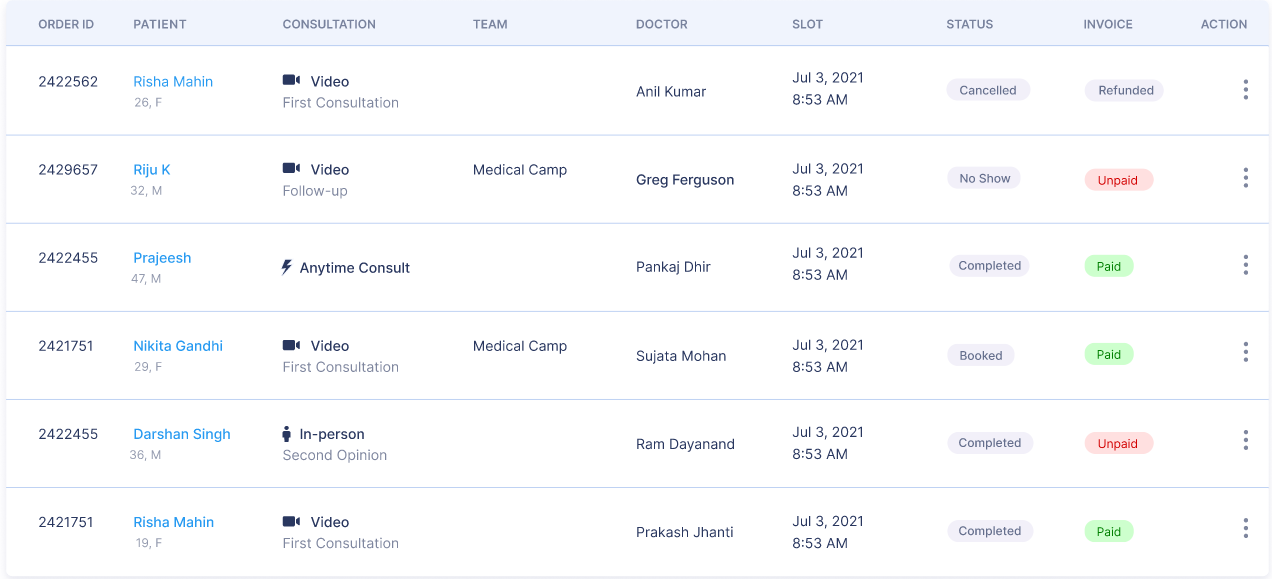 ORDER ID PATIENT CONSULTATION TEAM DOCTOR SLOT STATUS INVOICE ACTION
2422562 Risha Mahin Video Anil Kumar Jul 3, 2021 Cancelled Refunded
26, F First Consultation 8:53 AM
2429657 Riju K Video Medical Camp Greg Ferguson Jul 3, 2021 No Show Unpaid
32, M Follow-up 8:53 AM
2422455 Prajeesh Anytime Consult Pankaj Dhir Jul 3, 2021 Completed Paid
47, M 8:53 AM
2421751 Nikita Gandhi Video Medical Camp Sujata Mohan Jul 3, 2021 Booked Paid
29, F First Consultation 8:53 AM
2422455 Darshan Singh In-person Ram Dayanand Jul 3, 2021 Completed Unpaid
36, M Second Opinion 8:53 AM
2421751 Risha Mahin Video Prakash Jhanti Jul 3, 2021 Completed Paid
19, F First Consultation 8:53 AM